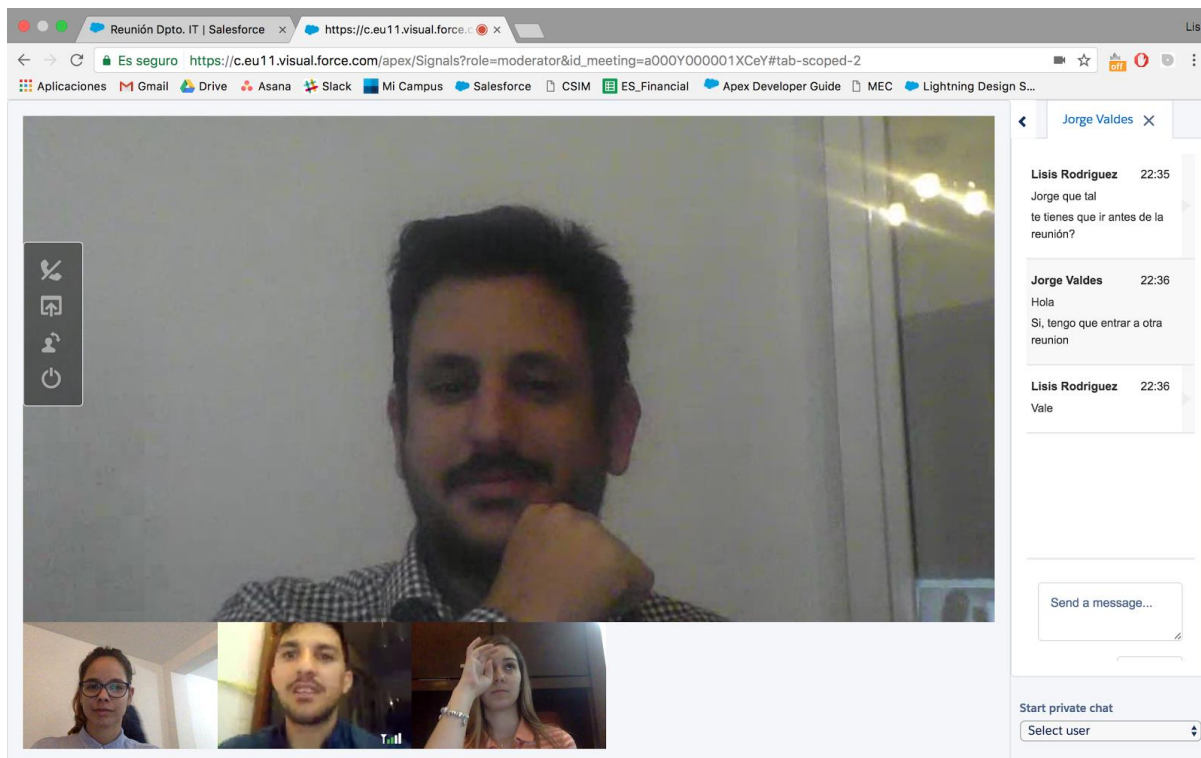 Reunión Dpto. IT | Salesforce
https://c.eu11.visual.force.c
Lis
Es seguro https://c.eu11.visual.force.com/apex/Signals?role=moderator&id_meeting=a000Y000001XCeY#tab-scoped-2
off
Aplicaciones Gmail Drive Asana Slack Mi Campus Salesforce CSIM ES_Financial Apex Developer Guide MEC Lightning Design S...
Jorge Valdes
Lisis Rodriguez 22:35
Jorge que tal
te tienes que ir antes de la
reunión?
Jorge Valdes 22:36
Hola
Si, tengo que entrar a otra
reunion
Lisis Rodriguez 22:36
Vale
Send a message...
Start private chat
Select user